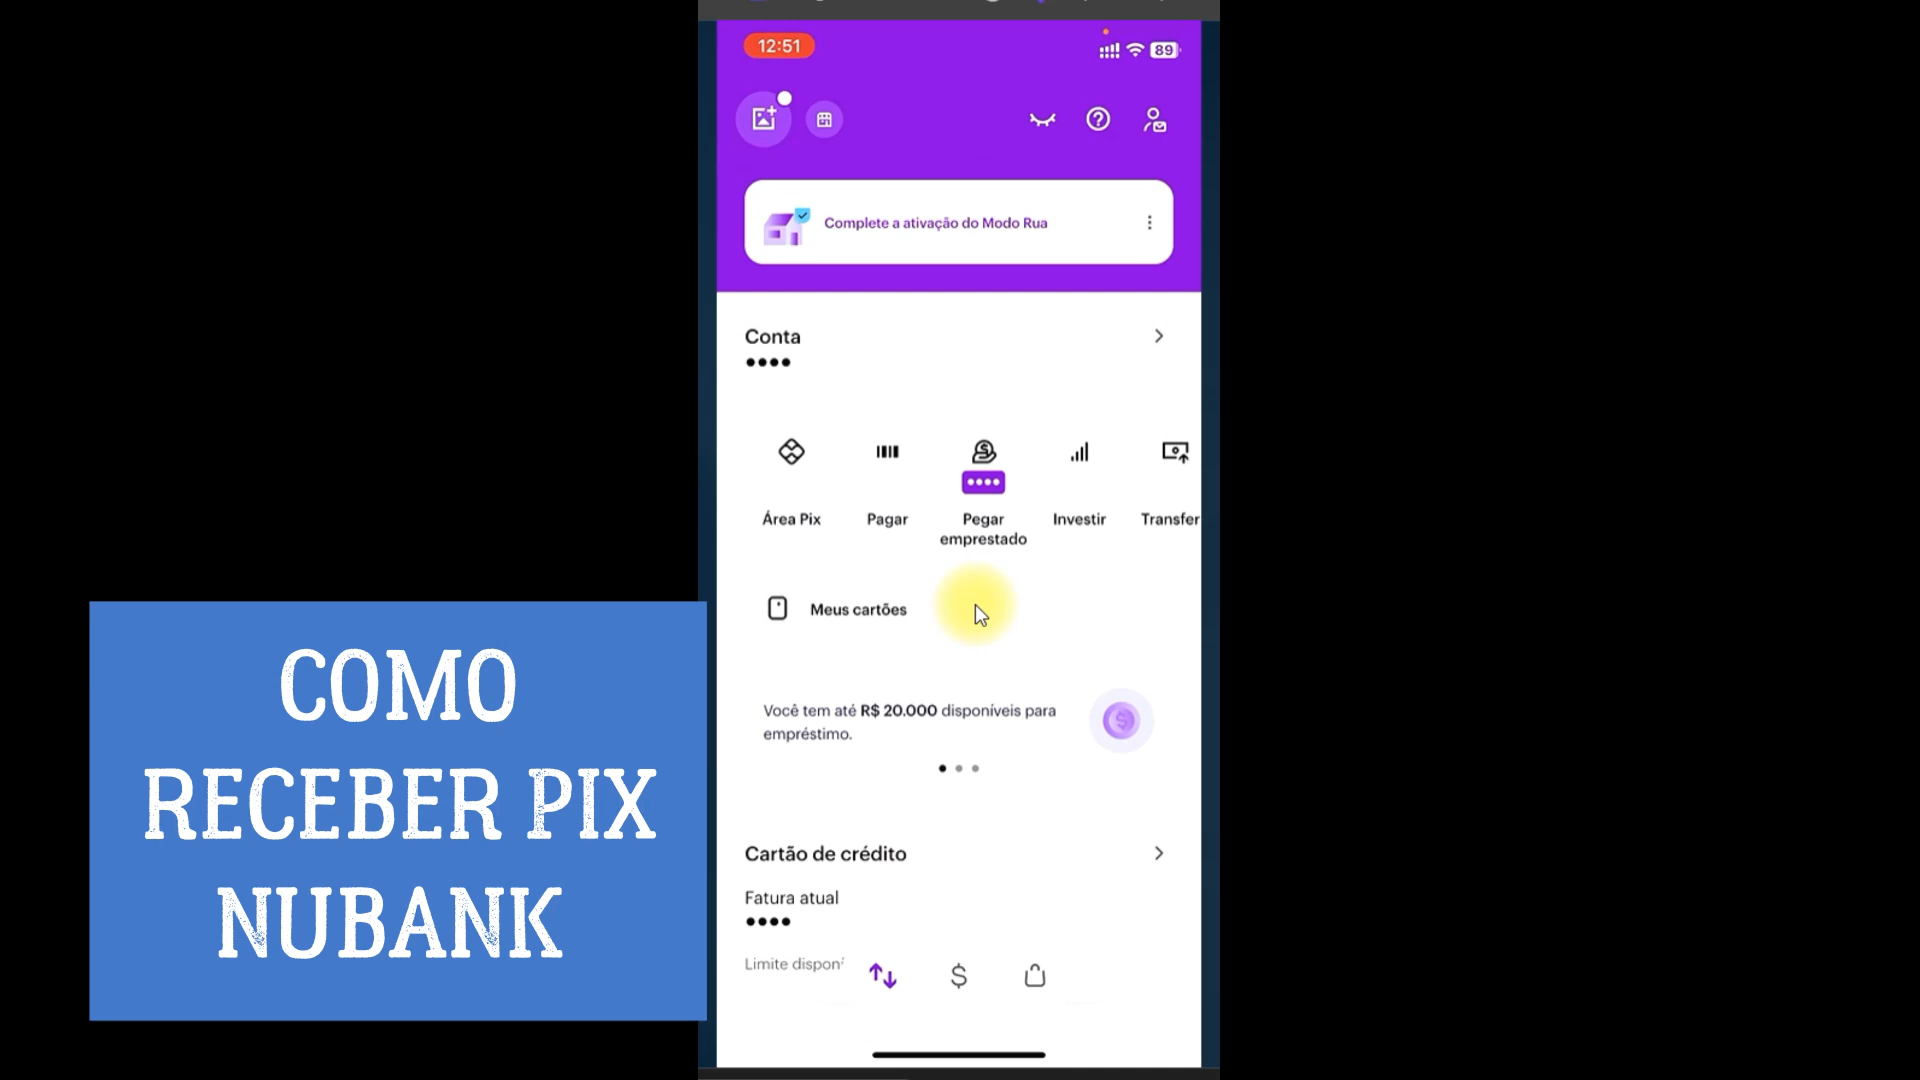 12:51
89
Complete a ativação do Modo Rua
Conta
Área Pix
Pagar
Pegar
emprestado
Investir
Transfer
Meus cartões
Você tem até R$ 20.000 disponíveis para
empréstimo.
Cartão de crédito
Fatura atual
Limite
COMO
RECEBER PIX
NUBANK